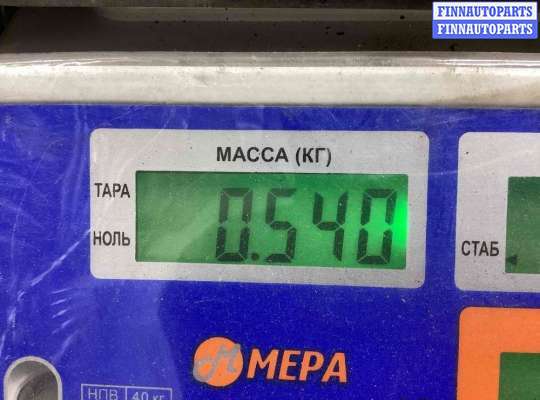 FINNAUTOPARTS
FINNAUTOPARTS
МАССА (КГ)
ТАРА
НОЛЬ
0.540
СТАБ
МЕРА
НПВ 40 кг